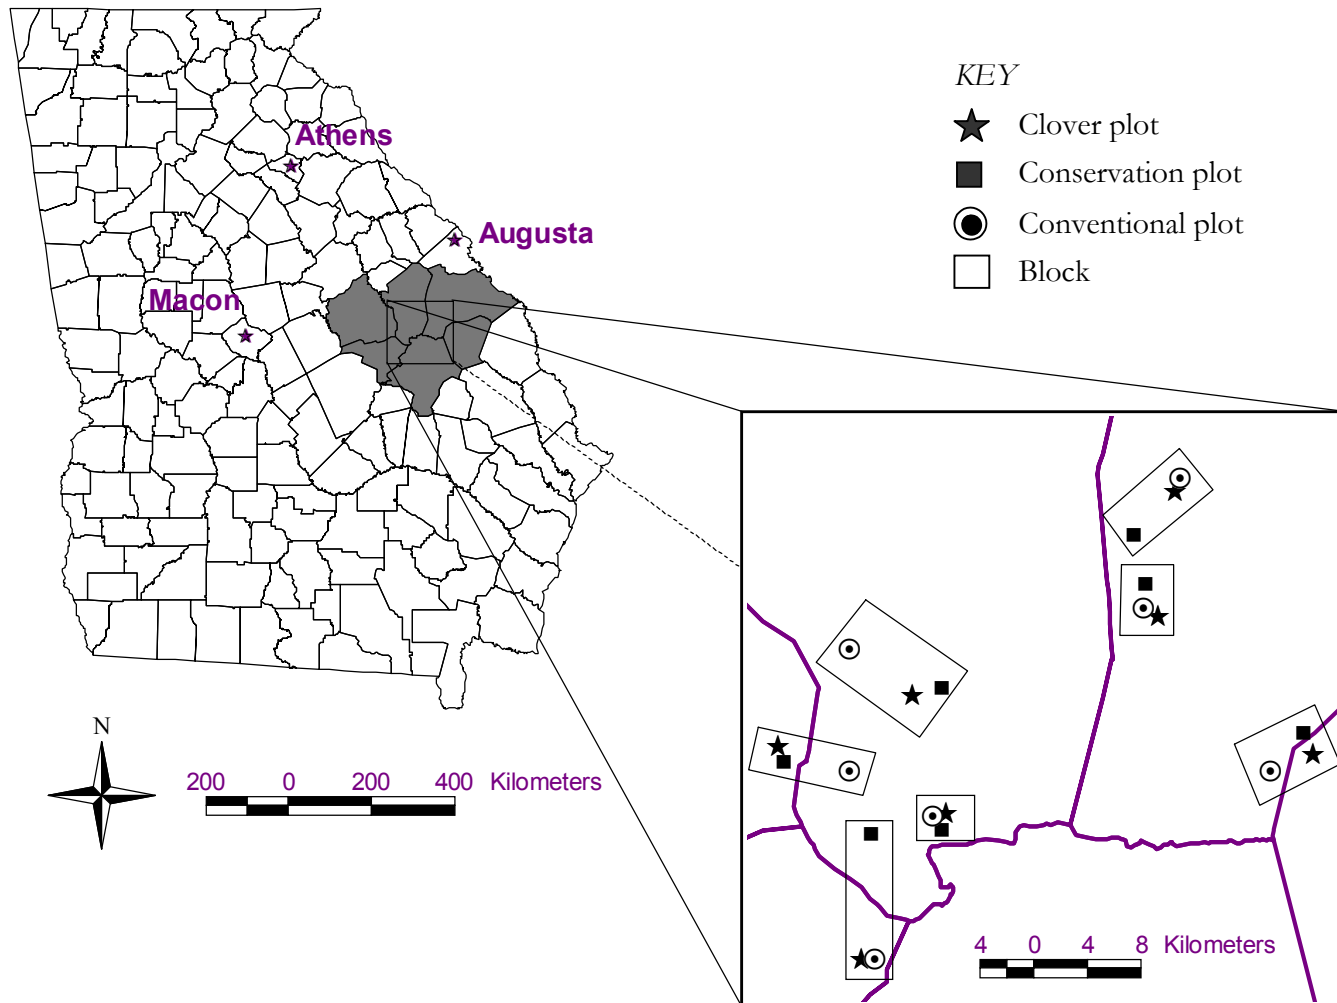 KEY
Clover plot
Conservation plot
Conventional plot
Block
Athens
Augusta
Macon
N
200 0 200 400 Kilometers
4 0 4 8 Kilometers